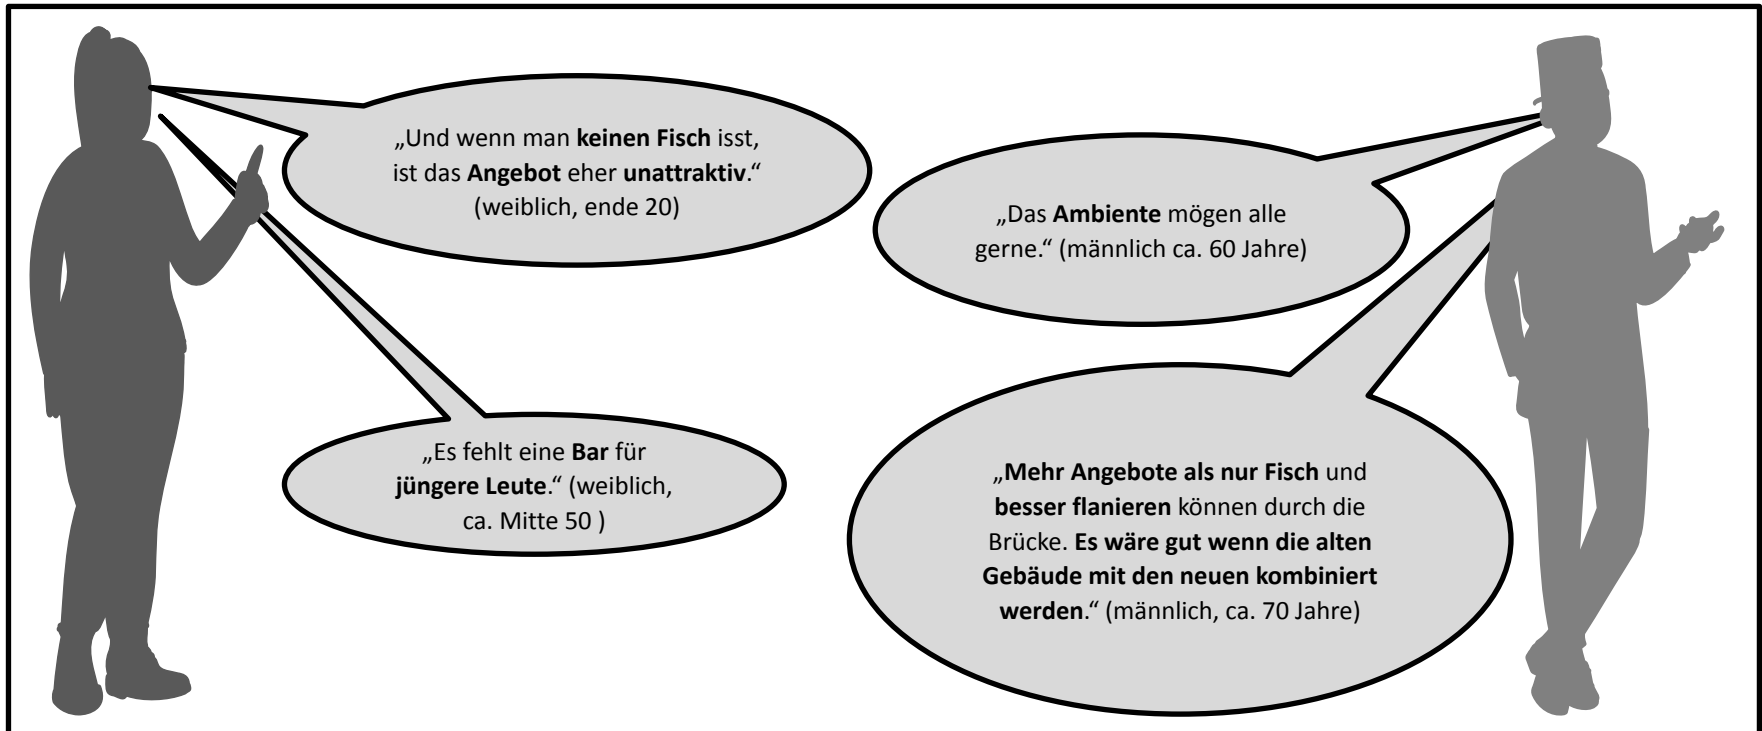 „Und wenn man keinen Fisch isst,
ist das Angebot eher unattraktiv.“
(weiblich, ende 20)
„Das Ambiente mögen alle
gerne.“ (männlich ca. 60 Jahre)
„Es fehlt eine Bar für
jüngere Leute.“ (weiblich,
ca. Mitte 50 )
„Mehr Angebote als nur Fisch und
besser flanieren können durch die
Brücke. Es wäre gut wenn die alten
Gebäude mit den neuen kombiniert
werden.“ (männlich, ca. 70 Jahre)